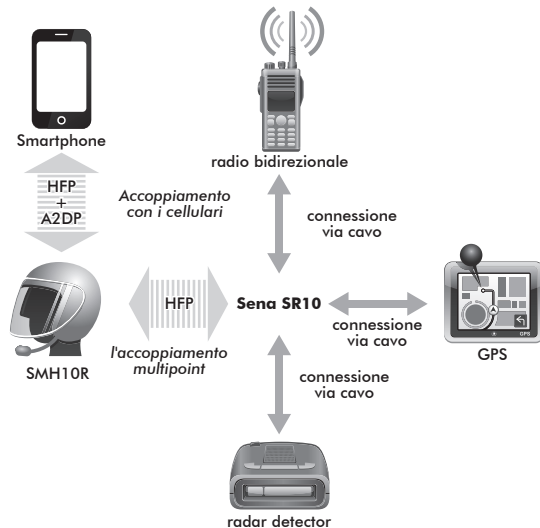 Smartphone
radio bidirezionale
HFP
+
A2DP
Accoppiamento
con i cellulari
connessione
via cavo
HFP
Sena SR10
connessione
via cavo
GPS
GPS
l'accoppiamento
multipoint
SMH10R
connessione
via cavo
radar detector